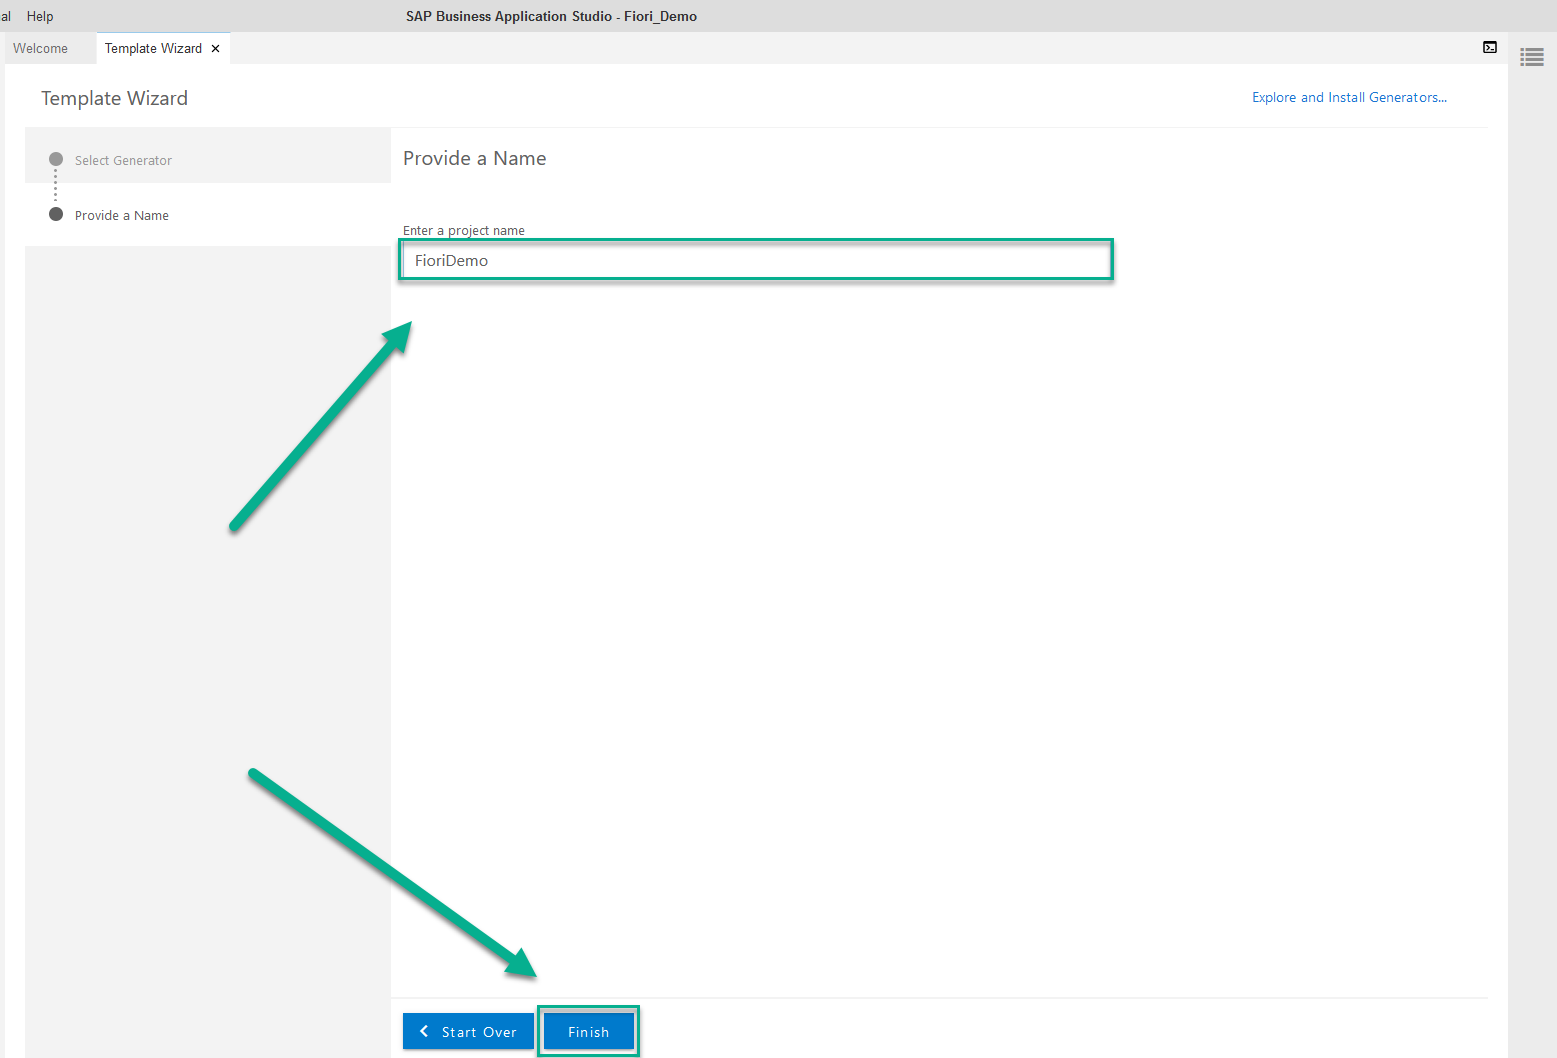 al Help SAP Business Application Studio - Fiori_Demo
Welcome Template Wizard
Template Wizard
Explore and Install Generators...
Select Generator
Provide a Name
Provide a Name
Enter a project name
FioriDemo
Start Over Finish